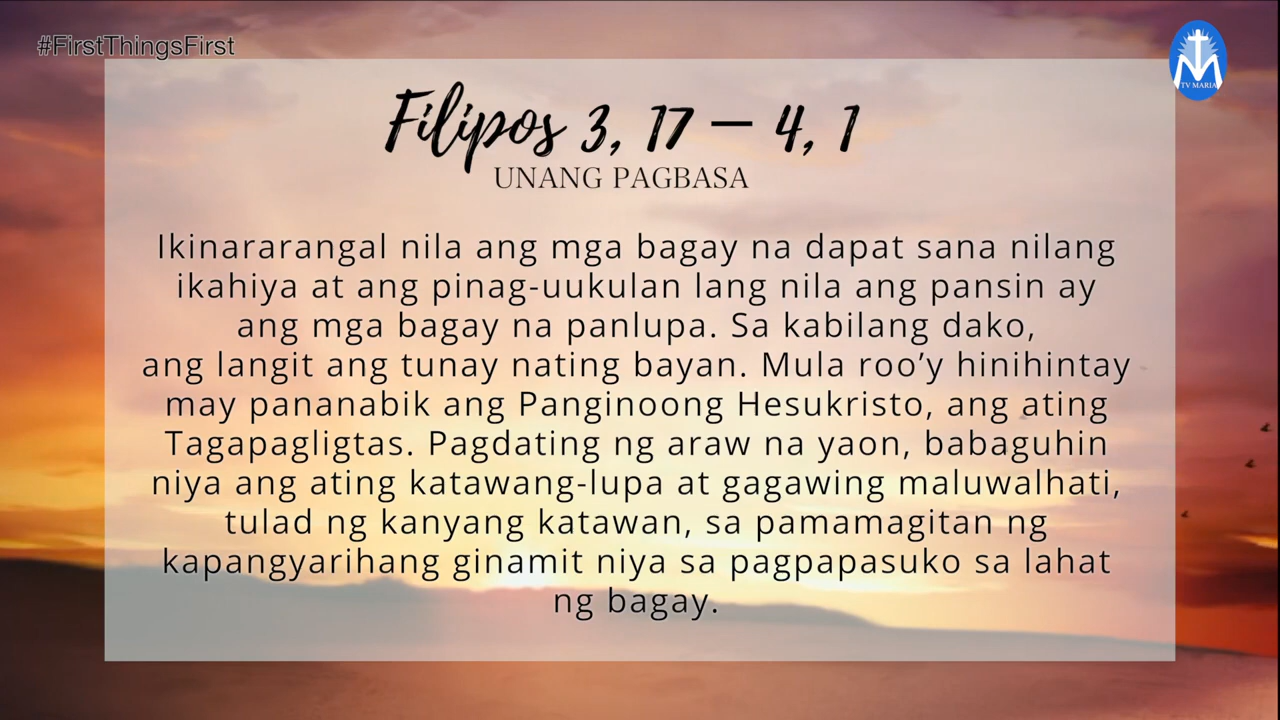 #FirstThingsFirst
TV MARIA
Filipos 3, 17 – 4, 1
UNANG PAGBASA
Ikinararangal nila ang mga bagay na dapat sana nilang
ikahiya at ang pinag-uukulan lang nila ang pansin ay
ang mga bagay na panlupa. Sa kabilang dako,
ang langit ang tunay nating bayan. Mula roo’y hinihintay
may pananabik ang Panginoong Hesukristo, ang ating
Tagapagligtas. Pagdating ng araw na yaon, babaguhin
niya ang ating katawang-lupa at gagawing maluwalhati,
tulad ng kanyang katawan, sa pamamagitan ng
kapangyarihang ginamit niya sa pagpapasuko sa lahat
ng bagay.